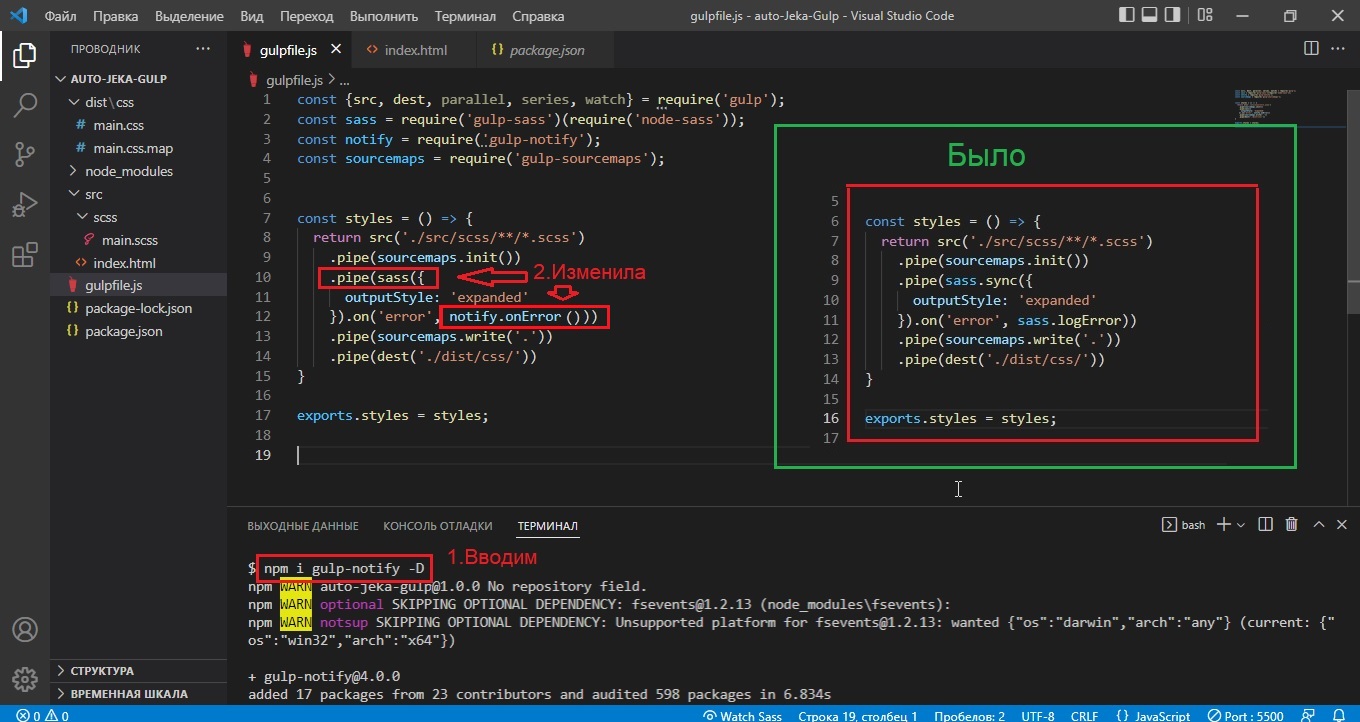 Файл Правка Выделение Вид Переход Выполнить Терминал Справка gulpfile.js - auto-Jeka-Gulp - Visual Studio Code
ПРОВОДНИК ···
AUTO-JEKA-GULP
dist\css
# main.css
# main.css.map
node_modules
src
scss
main.scss
<> index.html
gulpfile.js
{} package-lock.json
{} package.json
СТРУКТУРА
ВРЕМЕННАЯ ШКАЛА
gulpfile.js <> index.html {} package.json
gulpfile.js > ...
1 const {src, dest, parallel, series, watch} = require('gulp');
2 const sass = require('gulp-sass')(require('node-sass'));
3 const notify = require('gulp-notify');
4 const sourcemaps = require('gulp-sourcemaps');
5
6
7 const styles = () => {
8 return src('./src/scss/**/*.scss')
9 .pipe(sourcemaps.init())
10 .pipe(sass({
11 outputStyle: 'expanded'
12 }).on('error', notify.onError ()))
13 .pipe(sourcemaps.write('.'))
14 .pipe(dest('./dist/css/'))
15 }
16
17 exports.styles = styles;
18
19
2.Изменила
Было
5
6 const styles = () => {
7 return src('./src/scss/**/*.scss')
8 .pipe(sourcemaps.init())
9 .pipe(sass.sync({
10 outputStyle: 'expanded'
11 }).on('error', sass.logError))
12 .pipe(sourcemaps.write('.'))
13 .pipe(dest('./dist/css/'))
14 }
15
16 exports.styles = styles;
17
ВЫХОДНЫЕ ДАННЫЕ КОНСОЛЬ ОТЛАДКИ ТЕРМИНАЛ bash
1.Вводим
$ npm i gulp-notify -D
npm WARN auto-jeka-gulp@1.0.0 No repository field.
npm WARN optional SKIPPING OPTIONAL DEPENDENCY: fsevents@1.2.13 (node_modules\fsevents):
npm WARN notsup SKIPPING OPTIONAL DEPENDENCY: Unsupported platform for fsevents@1.2.13: wanted {"os":"darwin","arch":"any"} (current: {"
os":"win32","arch":"x64"})
+ gulp-notify@4.0.0
added 17 packages from 23 contributors and audited 598 packages in 6.834s
0 0 Watch Sass Строка 19, столбец 1 Пробелов: 2 UTF-8 CRLF {} JavaScript Port : 5500